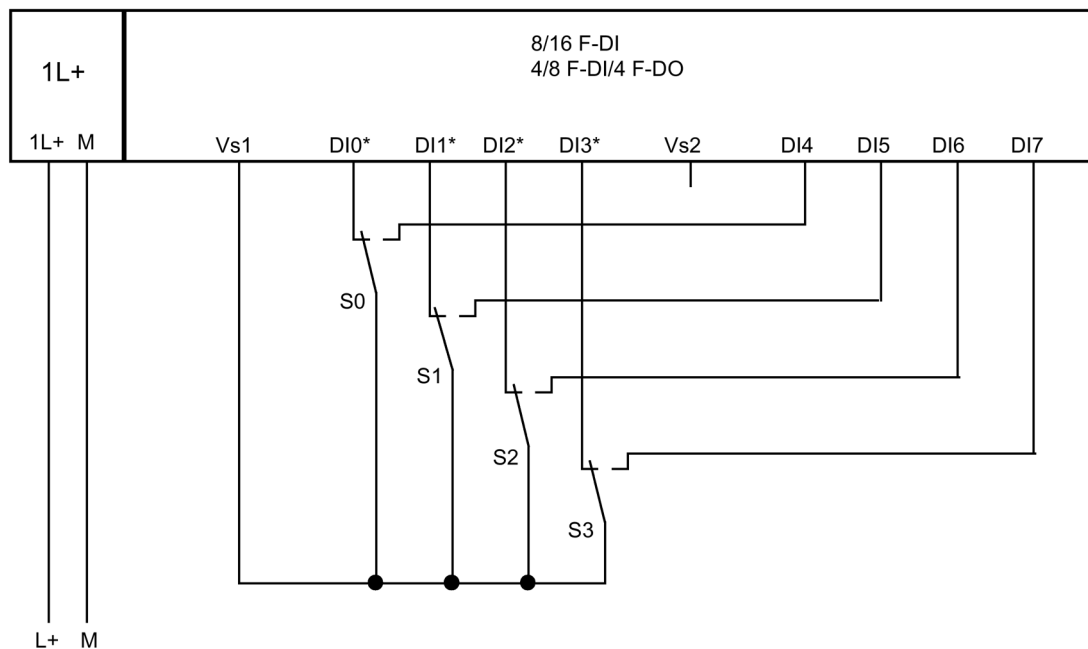 8/16 F-DI
4/8 F-DI/4 F-DO
1L+
1L+ M Vs1 DI0* DI1* DI2* DI3* Vs2 DI4 DI5 DI6 DI7
S0
S1
S2
S3
L+ M